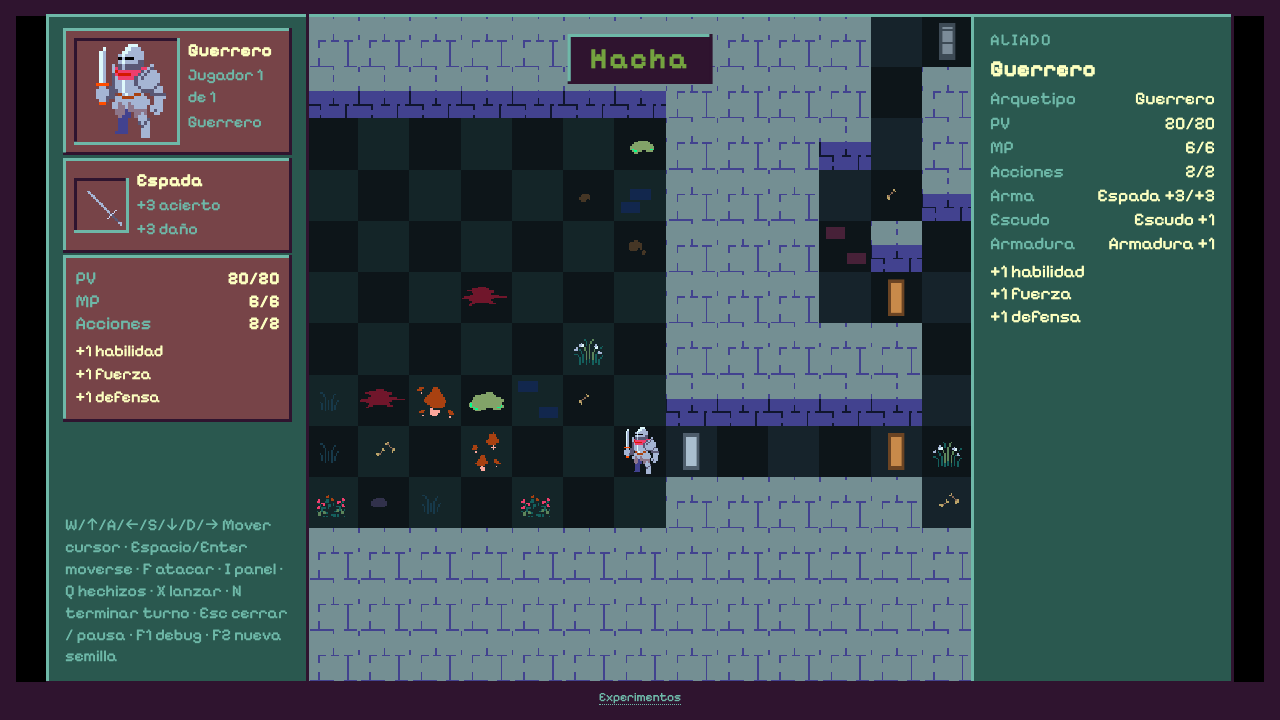 Guerrero
Jugador 1
de 1
Guerrero
Espada
+3 acierto
+3 daño
PV 20/20
MP 6/6
Acciones 2/2
+1 habilidad
+1 fuerza
+1 defensa
W/↑/A/←/S/↓/D/→ Mover
cursor · Espacio/Enter
moverse · F atacar · I panel ·
Q hechizos · X lanzar · N
terminar turno · Esc cerrar
/ pausa · F1 debug · F2 nueva
semilla
Hacha
ALIADO
Guerrero
Arquetipo Guerrero
PV 20/20
MP 6/6
Acciones 2/2
Arma Espada +3/+3
Escudo Escudo +1
Armadura Armadura +1
+1 habilidad
+1 fuerza
+1 defensa
Experimentos